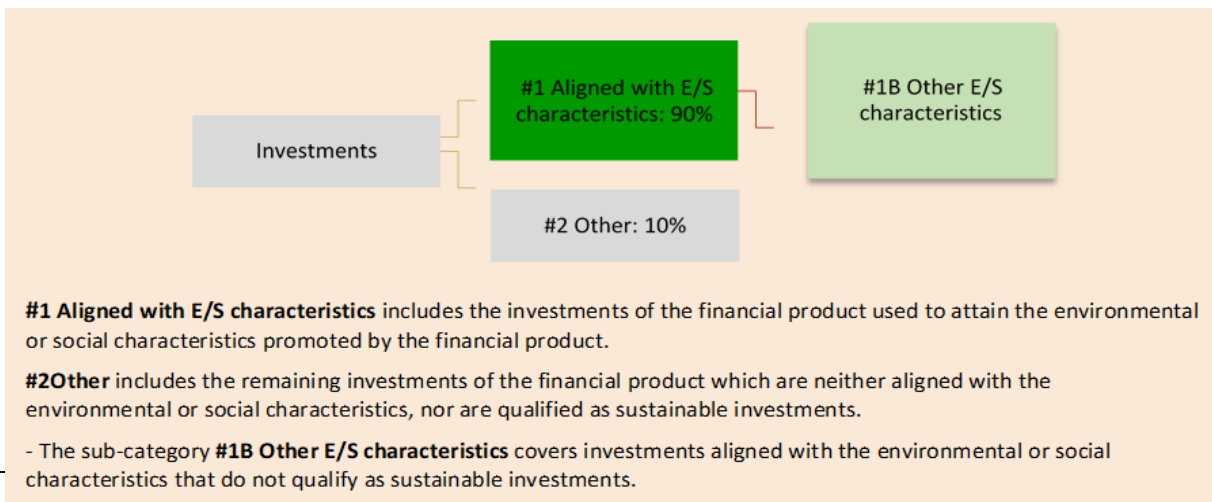 #1 Aligned with E/S
characteristics: 90%
#1B Other E/S
characteristics
Investments
#2 Other: 10%
#1 Aligned with E/S characteristics includes the investments of the financial product used to attain the environmental
or social characteristics promoted by the financial product.
#2Other includes the remaining investments of the financial product which are neither aligned with the
environmental or social characteristics, nor are qualified as sustainable investments.
- The sub-category #1B Other E/S characteristics covers investments aligned with the environmental or social
characteristics that do not qualify as sustainable investments.